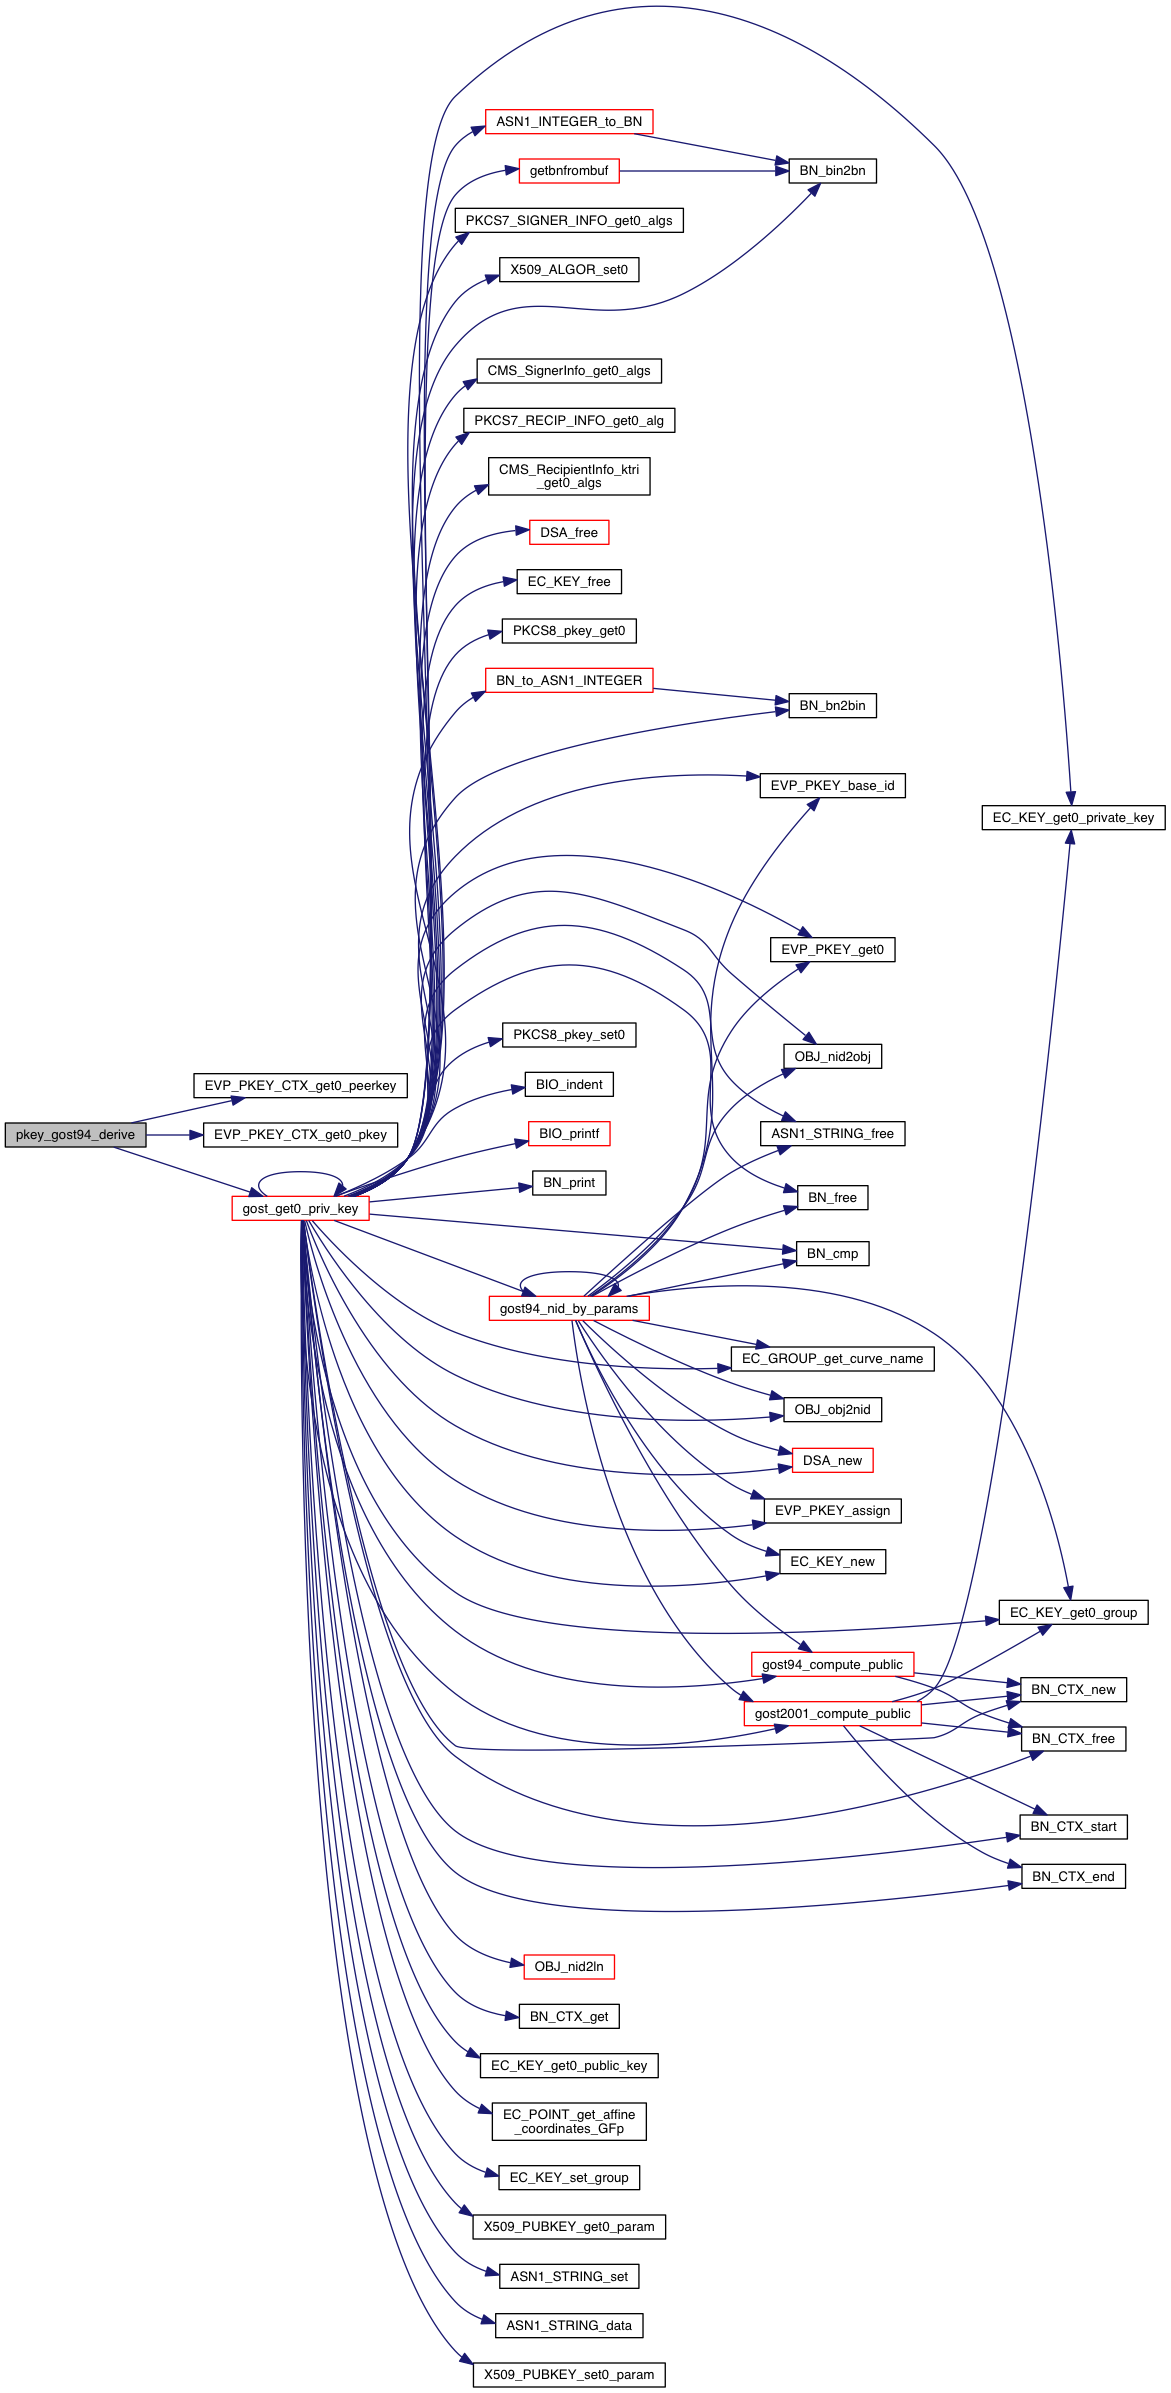 ASN1_INTEGER_to_BN
getbnfrombuf
BN_bin2bn
PKCS7_SIGNER_INFO_get0_algs
X509_ALGOR_set0
CMS_SignerInfo_get0_algs
PKCS7_RECIP_INFO_get0_alg
CMS_RecipientInfo_ktri
_get0_algs
DSA_free
EC_KEY_free
PKCS8_pkey_get0
BN_to_ASN1_INTEGER
BN_bn2bin
EVP_PKEY_base_id
EC_KEY_get0_private_key
EVP_PKEY_get0
PKCS8_pkey_set0
OBJ_nid2obj
EVP_PKEY_CTX_get0_peerkey
BIO_indent
pkey_gost94_derive
EVP_PKEY_CTX_get0_pkey
BIO_printf
ASN1_STRING_free
BN_print
BN_free
gost_get0_priv_key
BN_cmp
gost94_nid_by_params
EC_GROUP_get_curve_name
OBJ_obj2nid
DSA_new
EVP_PKEY_assign
EC_KEY_new
EC_KEY_get0_group
gost94_compute_public
BN_CTX_new
gost2001_compute_public
BN_CTX_free
BN_CTX_start
BN_CTX_end
OBJ_nid2ln
BN_CTX_get
EC_KEY_get0_public_key
EC_POINT_get_affine
_coordinates_GFp
EC_KEY_set_group
X509_PUBKEY_get0_param
ASN1_STRING_set
ASN1_STRING_data
X509_PUBKEY_set0_param